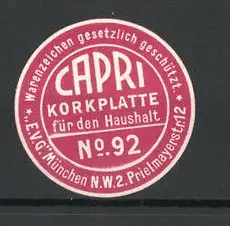 Warenzeichen gesetzlich geschützt.
CAPRI
KORKPLATTE
für den Haushalt
No. 92
* "E.V.G." München N.W.2. Prielmayerstr. 12 *